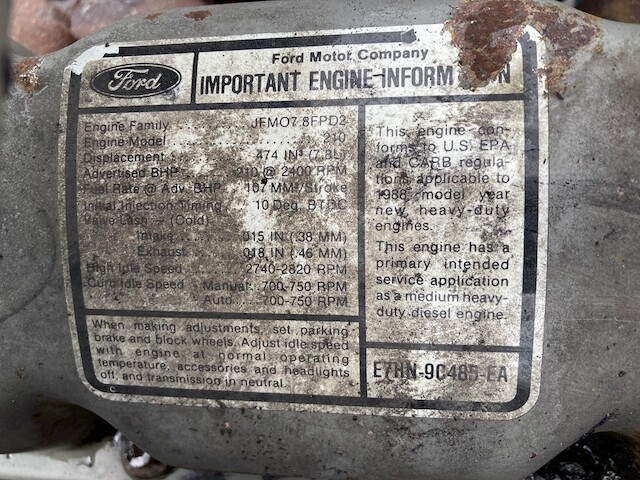 Ford
Ford Motor Company
IMPORTANT ENGINE INFORM N
Engine Family JFM07.8FPD2
Engine Model 210
Displacement 474 IN³ (7.8L)
Advertised BHP 210 @ 2400 RPM
Fuel Rate @ Adv. BHP 107 MM³/Stroke
Initial Injection Timing 10 Deg. BTDC
Valve Lash (Cold)
Intake .015 IN (.38 MM)
Exhaust .018 IN (.46 MM)
High Idle Speed 2740-2820 RPM
Curb Idle Speed Manual 700-750 RPM
Auto 700-750 RPM
When making adjustments, set parking
brake and block wheels. Adjust idle speed
with engine at normal operating
temperature, accessories and headlights
off, and transmission in neutral.
This engine con-
forms to U.S. EPA
and CARB regula-
tions applicable to
1988 model year
new, heavy-duty
engines.
This engine has a
primary intended
service application
as a medium heavy-
duty diesel engine.
E7HN-9C485-EA